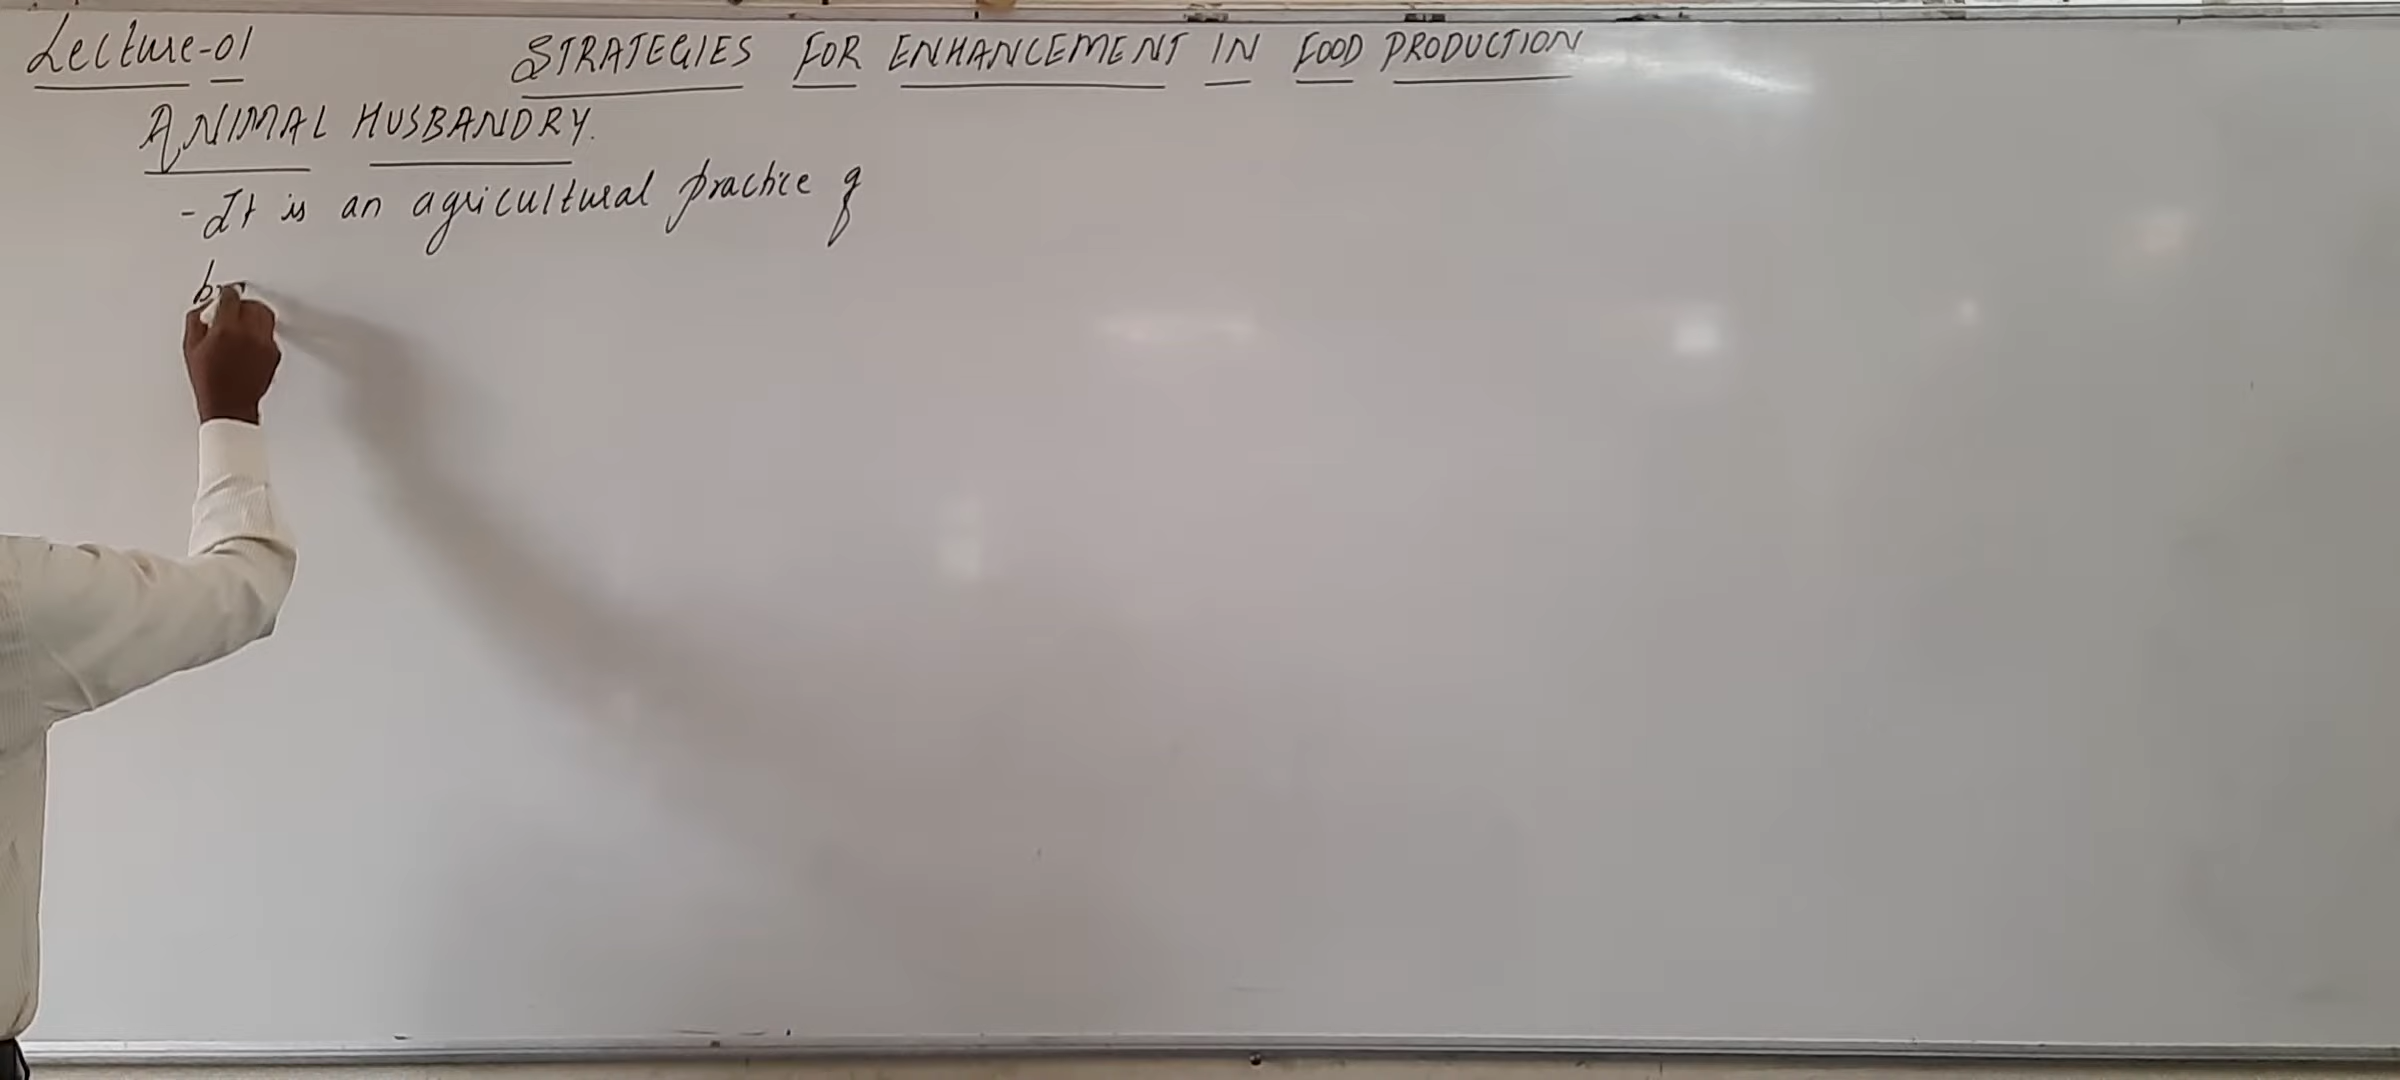 Lecture-01 STRATEGIES FOR ENHANCEMENT IN FOOD PRODUCTION
ANIMAL HUSBANDRY.
- It is an agricultural practice of